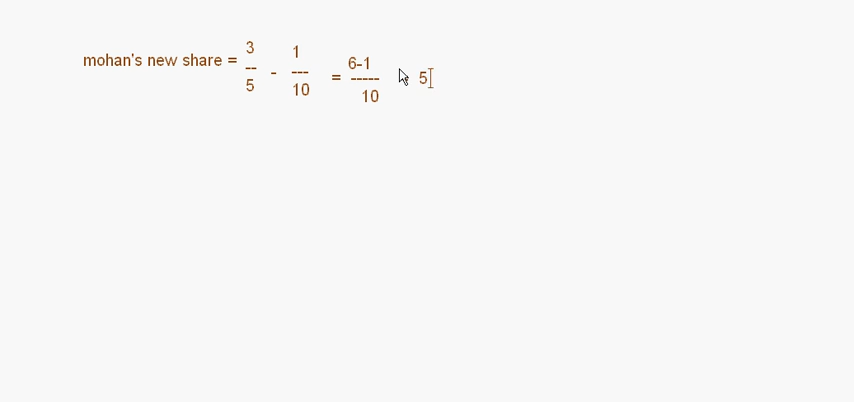 mohan's new share = 3/5 - 1/10 = 6-1/10 5